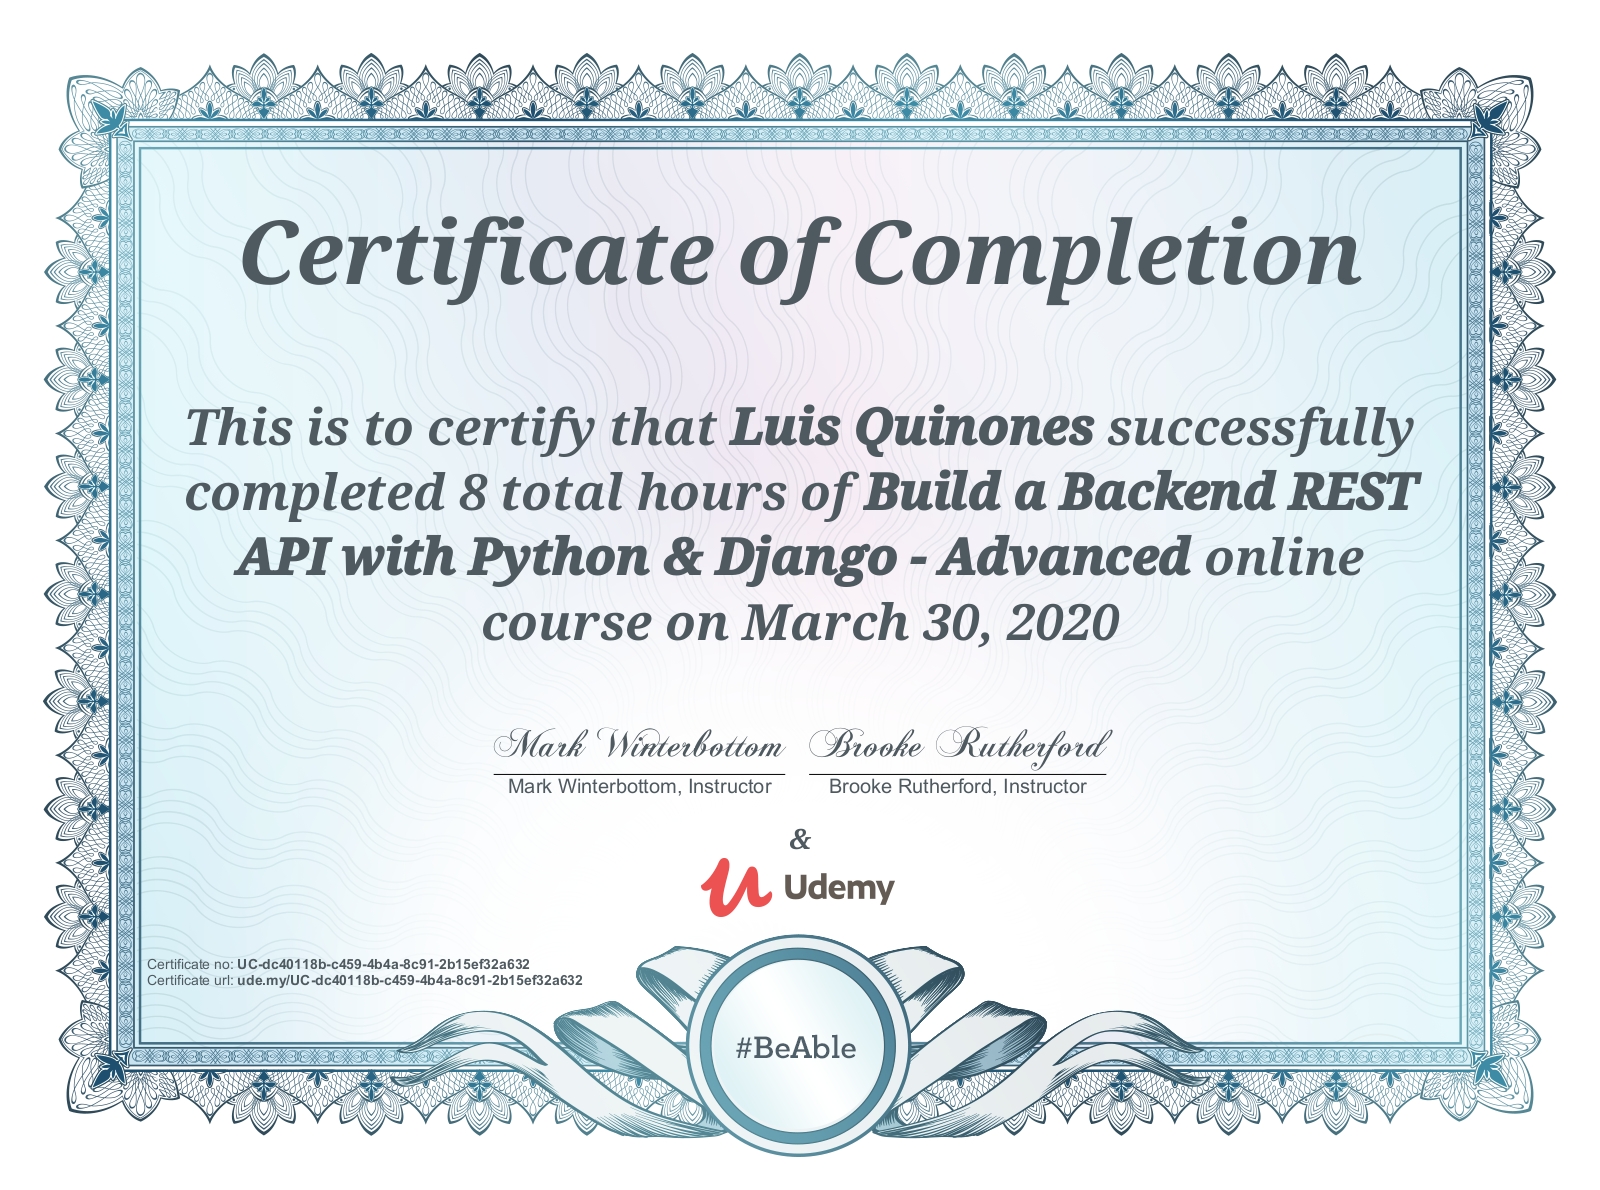 Certificate of Completion
This is to certify that Luis Quinones successfully
completed 8 total hours of Build a Backend REST
API with Python & Django - Advanced online
course on March 30, 2020
Mark Winterbottom Brooke Rutherford
Mark Winterbottom, Instructor Brooke Rutherford, Instructor
&
Udemy
Certificate no: UC-dc40118b-c459-4b4a-8c91-2b15ef32a632
Certificate url: ude.my/UC-dc40118b-c459-4b4a-8c91-2b15ef32a632
#BeAble